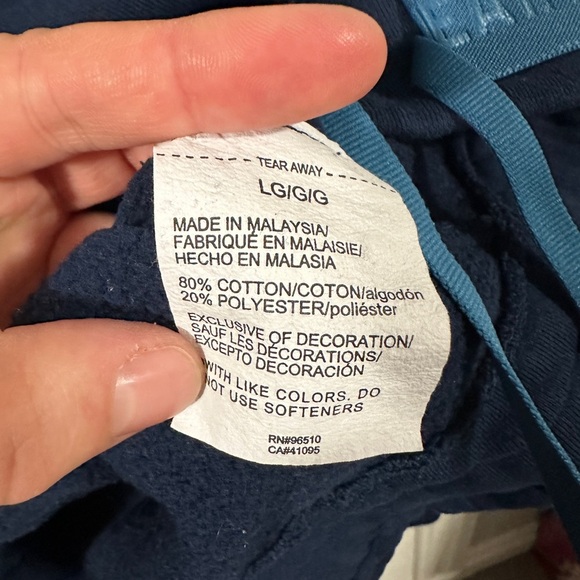 TEAR AWAY
LG/G/G
MADE IN MALAYSIA/
FABRIQUÉ EN MALAISIE/
HECHO EN MALASIA
80% COTTON/COTON/algodón
20% POLYESTER/poliéster
EXCLUSIVE OF DECORATION/
SAUF LES DÉCORATIONS/
EXCEPTO DECORACIÓN
WITH LIKE COLORS. DO
NOT USE SOFTENERS
RN#96510
CA#41095